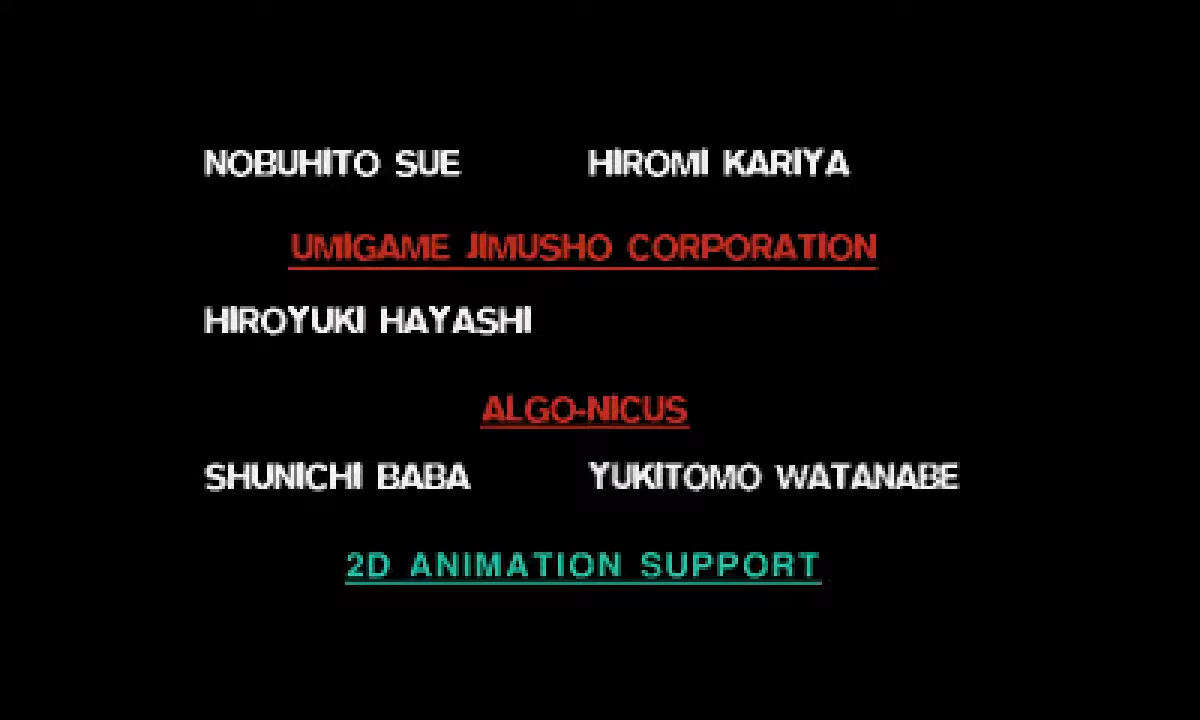 NOBUHITO SUE HIROMI KARIYA
UMIGAME JIMUSHO CORPORATION
HIROYUKI HAYASHI
ALGO-NICUS
SHUNICHI BABA YUKITOMO WATANABE
2D ANIMATION SUPPORT